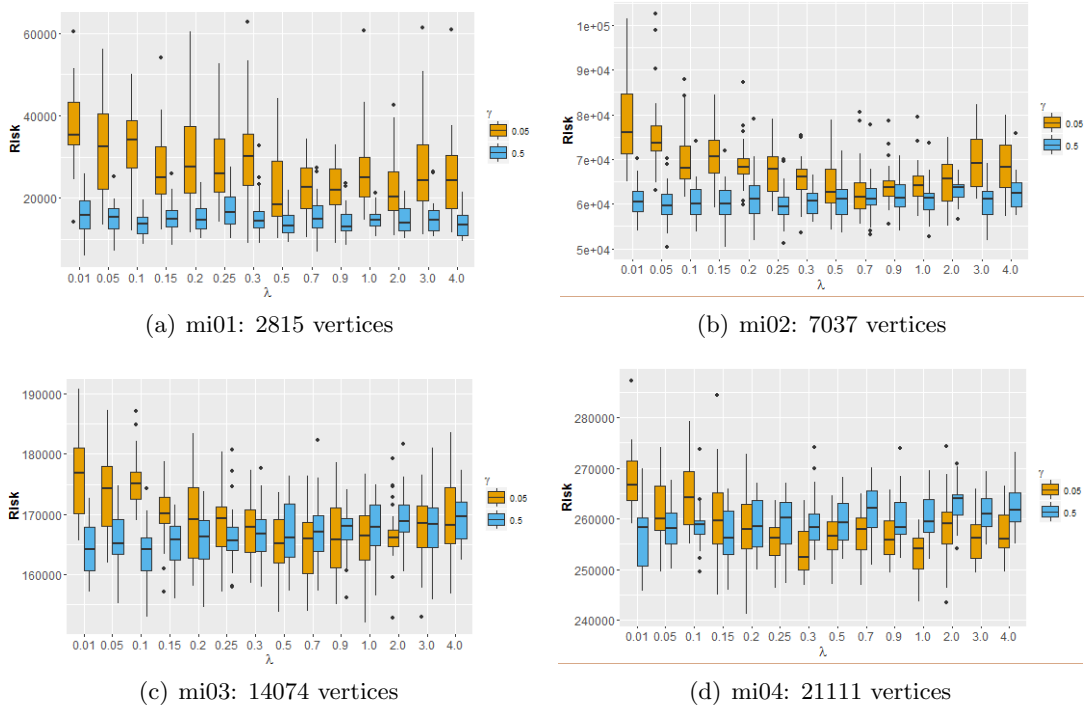 60000
40000
20000
Risk
0.01 0.05 0.1 0.15 0.2 0.25 0.3 0.5 0.7 0.9 1.0 2.0 3.0 4.0
λ
γ
0.05
0.5
(a) mi01: 2815 vertices
1e+05
9e+04
8e+04
7e+04
6e+04
5e+04
Risk
0.01 0.05 0.1 0.15 0.2 0.25 0.3 0.5 0.7 0.9 1.0 2.0 3.0 4.0
λ
γ
0.05
0.5
(b) mi02: 7037 vertices
190000
180000
170000
160000
Risk
0.01 0.05 0.1 0.15 0.2 0.25 0.3 0.5 0.7 0.9 1.0 2.0 3.0 4.0
λ
γ
0.05
0.5
(c) mi03: 14074 vertices
280000
270000
260000
250000
240000
Risk
0.01 0.05 0.1 0.15 0.2 0.25 0.3 0.5 0.7 0.9 1.0 2.0 3.0 4.0
λ
γ
0.05
0.5
(d) mi04: 21111 vertices